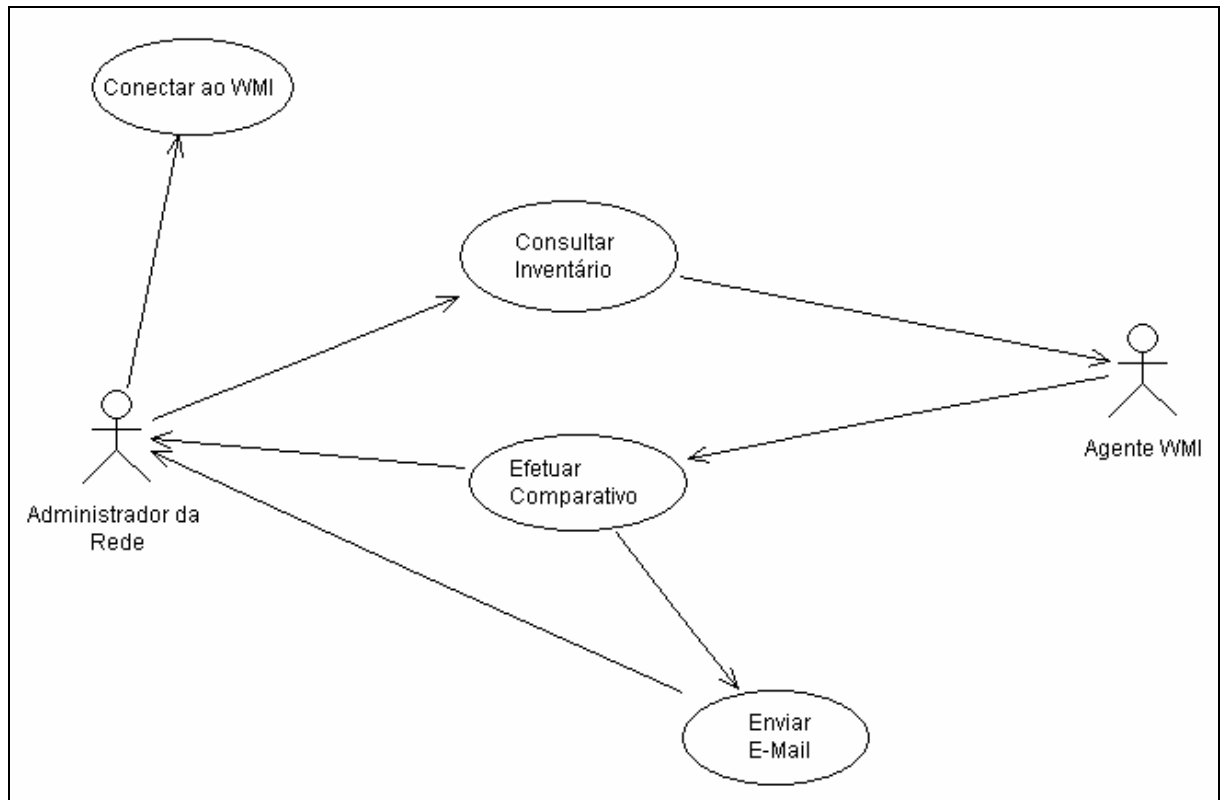 Conectar ao WMI
Consultar
Inventário
Agente WMI
Efetuar
Comparativo
Administrador da
Rede
Enviar
E-Mail